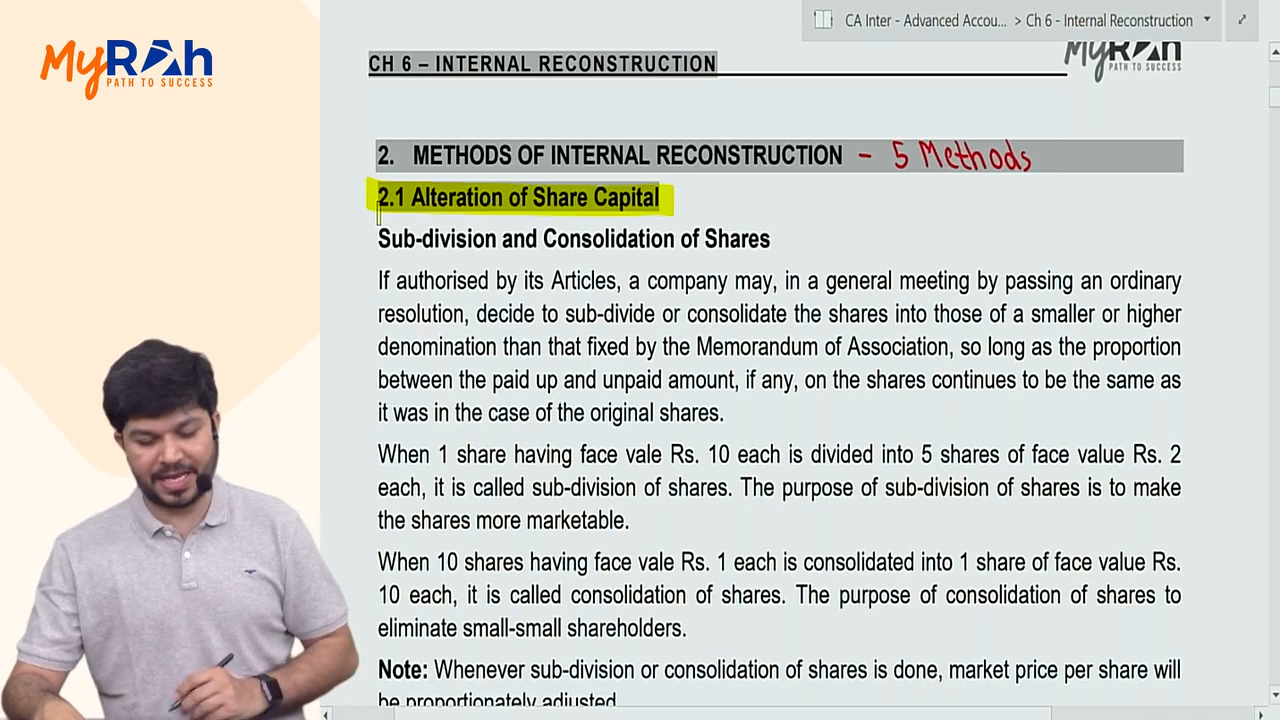 MyRAh
PATH TO SUCCESS
CA Inter - Advanced Accou... > Ch 6 - Internal Reconstruction
CH 6 – INTERNAL RECONSTRUCTION
MyRAh
PATH TO SUCCESS
2. METHODS OF INTERNAL RECONSTRUCTION – 5 Methods
2.1 Alteration of Share Capital
Sub-division and Consolidation of Shares
If authorised by its Articles, a company may, in a general meeting by passing an ordinary
resolution, decide to sub-divide or consolidate the shares into those of a smaller or higher
denomination than that fixed by the Memorandum of Association, so long as the proportion
between the paid up and unpaid amount, if any, on the shares continues to be the same as
it was in the case of the original shares.
When 1 share having face vale Rs. 10 each is divided into 5 shares of face value Rs. 2
each, it is called sub-division of shares. The purpose of sub-division of shares is to make
the shares more marketable.
When 10 shares having face vale Rs. 1 each is consolidated into 1 share of face value Rs.
10 each, it is called consolidation of shares. The purpose of consolidation of shares to
eliminate small-small shareholders.
Note: Whenever sub-division or consolidation of shares is done, market price per share will
be proportionately adjusted